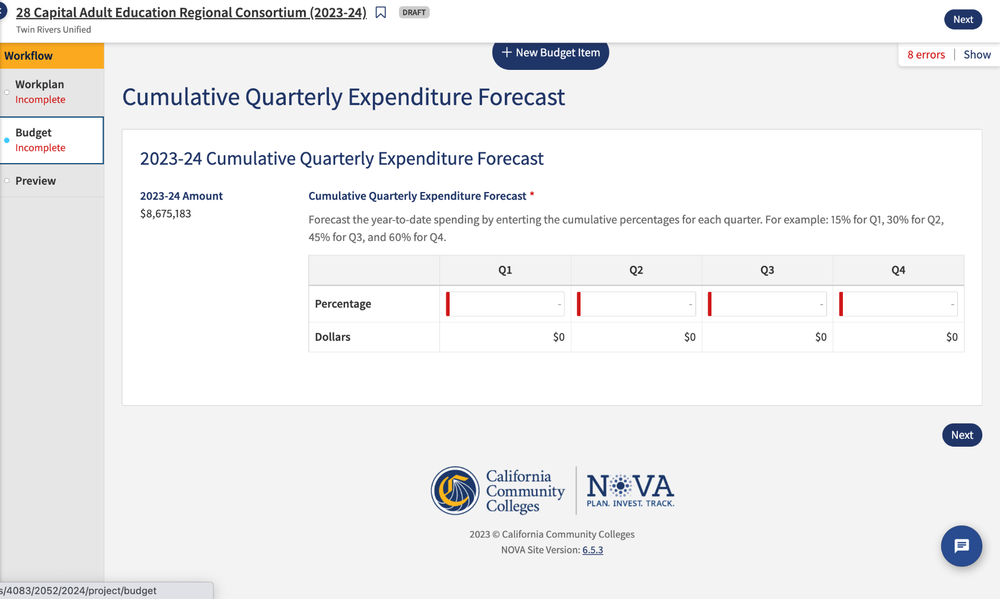 28 Capital Adult Education Regional Consortium (2023-24)
DRAFT
Twin Rivers Unified
Next
Workflow
Workplan
Incomplete
Budget
Incomplete
Preview
+ New Budget Item
8 errors | Show
Cumulative Quarterly Expenditure Forecast
2023-24 Cumulative Quarterly Expenditure Forecast
2023-24 Amount
$8,675,183
Cumulative Quarterly Expenditure Forecast *
Forecast the year-to-date spending by enterting the cumulative percentages for each quarter. For example: 15% for Q1, 30% for Q2,
45% for Q3, and 60% for Q4.
Q1 Q2 Q3 Q4
Percentage - - - -
Dollars $0 $0 $0 $0
Next
California
Community
Colleges
NOVA
PLAN. INVEST. TRACK.
2023 © California Community Colleges
NOVA Site Version: 6.5.3
s/4083/2052/2024/project/budget